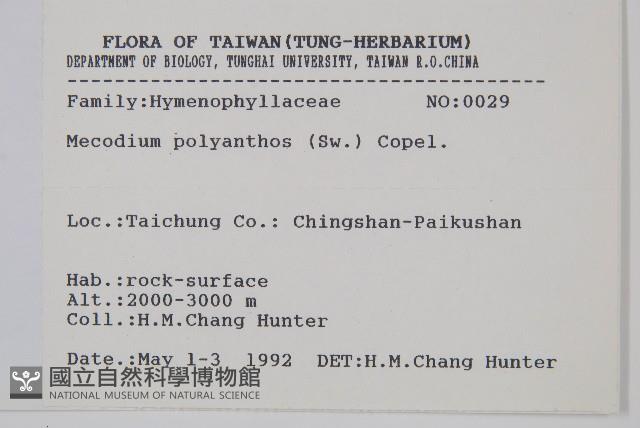 FLORA OF TAIWAN(TUNG-HERBARIUM)
DEPARTMENT OF BIOLOGY, TUNGHAI UNIVERSITY, TAIWAN R.O.CHINA
Family:Hymenophyllaceae NO:0029
Mecodium polyanthos (Sw.) Copel.
Loc.:Taichung Co.: Chingshan-Paikushan
Hab.:rock-surface
Alt.:2000-3000 m
Coll.:H.M.Chang Hunter
Date.:May 1-3 1992 DET:H.M.Chang Hunter
國立自然科學博物館
NATIONAL MUSEUM OF NATURAL SCIENCE